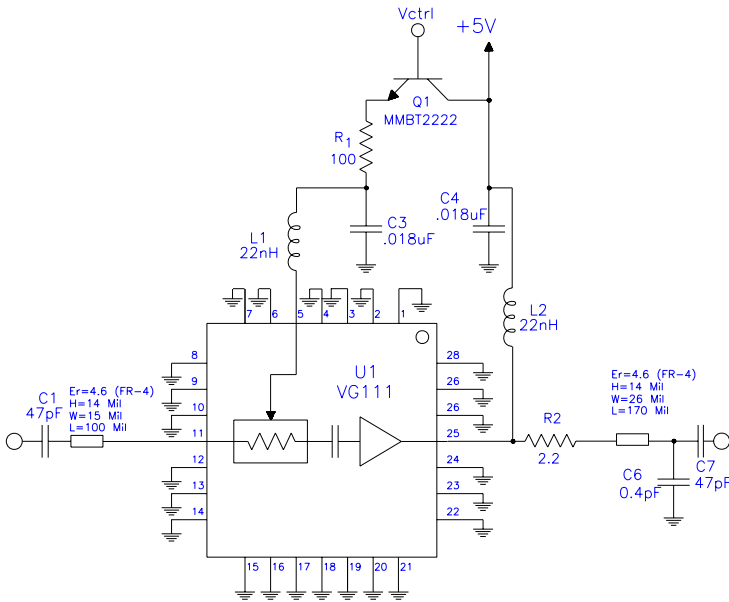 Vctrl
+5V
Q1
MMBT2222
R1
100
C3
.018uF
C4
.018uF
L1
22nH
L2
22nH
7
6
5
4
3
2
1
U1
VG111
8
9
10
11
12
13
14
28
26
26
25
24
23
22
15
16
17
18
19
20
21
C1
47pF
Er=4.6 (FR-4)
H=14 Mil
W=15 Mil
L=100 Mil
R2
2.2
Er=4.6 (FR-4)
H=14 Mil
W=26 Mil
L=170 Mil
C6
0.4pF
C7
47pF